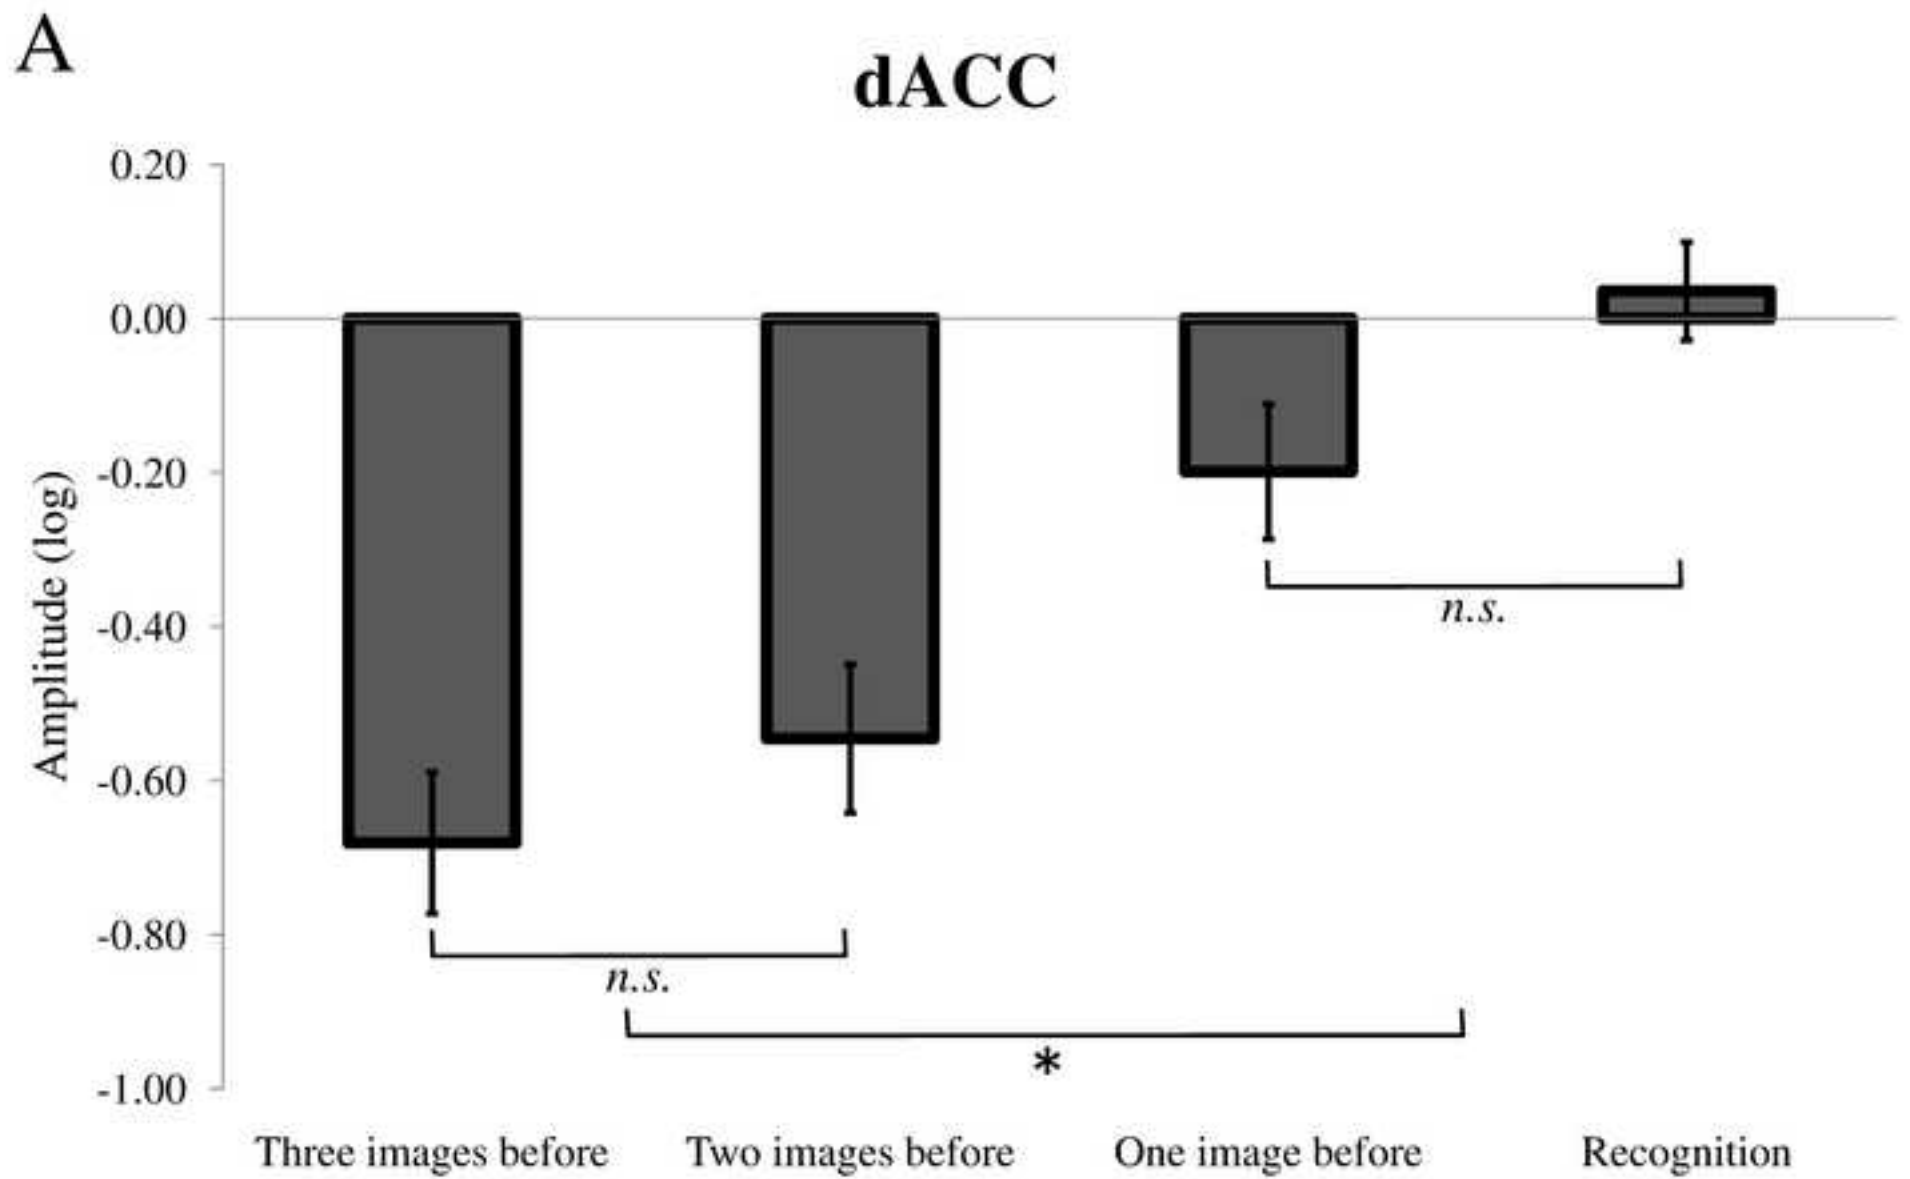 A
dACC
0.20
0.00
-0.20
-0.40
-0.60
-0.80
-1.00
Amplitude (log)
n.s.
n.s.
*
Three images before
Two images before
One image before
Recognition